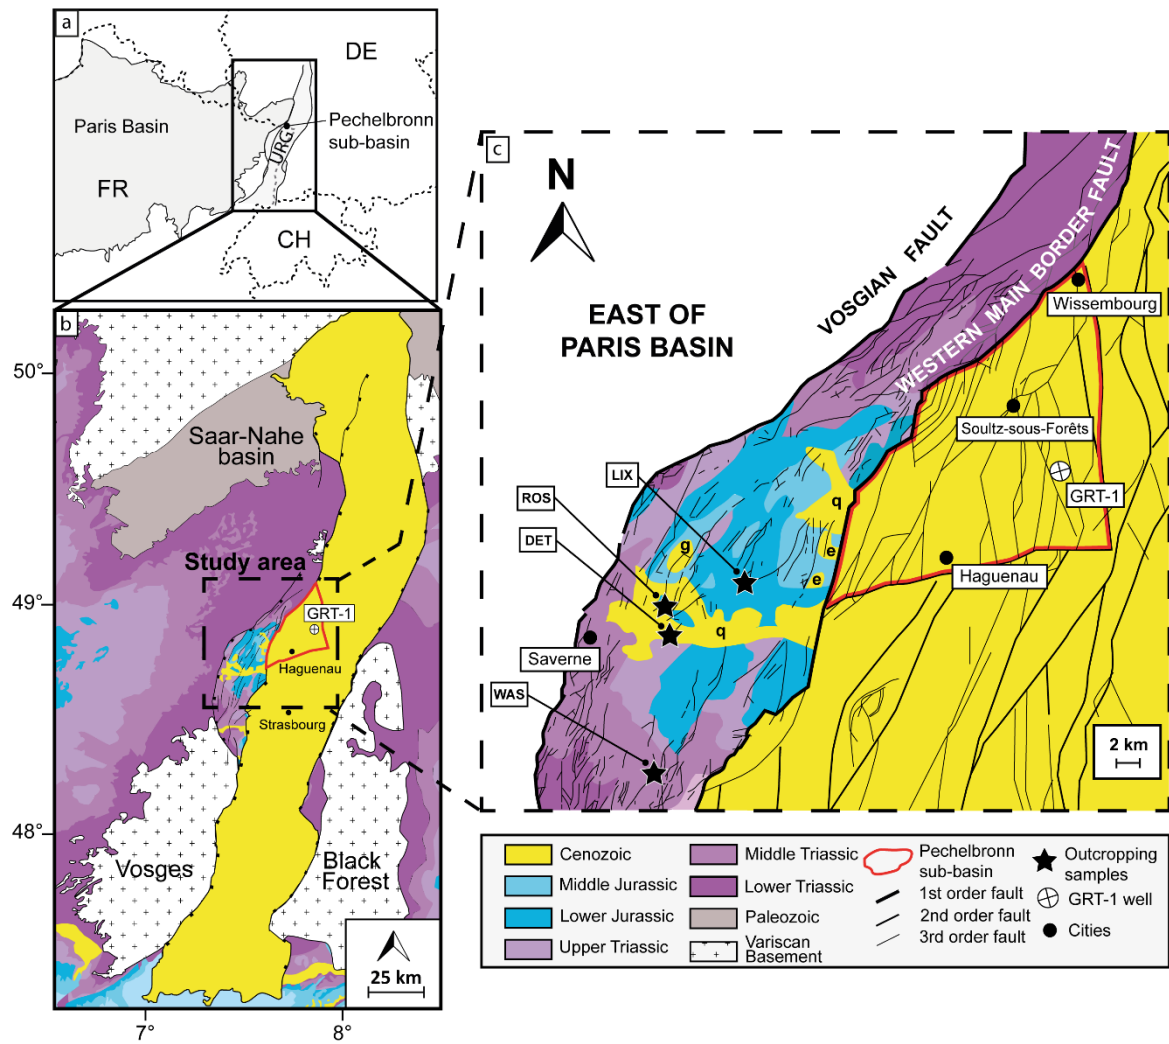 a
DE
Paris Basin
Pechelbronn
sub-basin
URG
FR
CH
b
50°
Saar-Nahe
basin
Study area
49°
GRT-1
Haguenau
Strasbourg
48°
Vosges
Black
Forest
25 km
7°
8°
c
N
VOSGIAN FAULT
WESTERN MAIN BORDER FAULT
EAST OF
PARIS BASIN
Wissembourg
Soultz-sous-Forêts
LIX
ROS
q
GRT-1
DET
g
e
e
Haguenau
q
Saverne
WAS
2 km
Cenozoic
Middle Jurassic
Lower Jurassic
Upper Triassic
Middle Triassic
Lower Triassic
Paleozoic
Variscan
Basement
Pechelbronn
sub-basin
1st order fault
2nd order fault
3rd order fault
Outcropping
samples
GRT-1 well
Cities